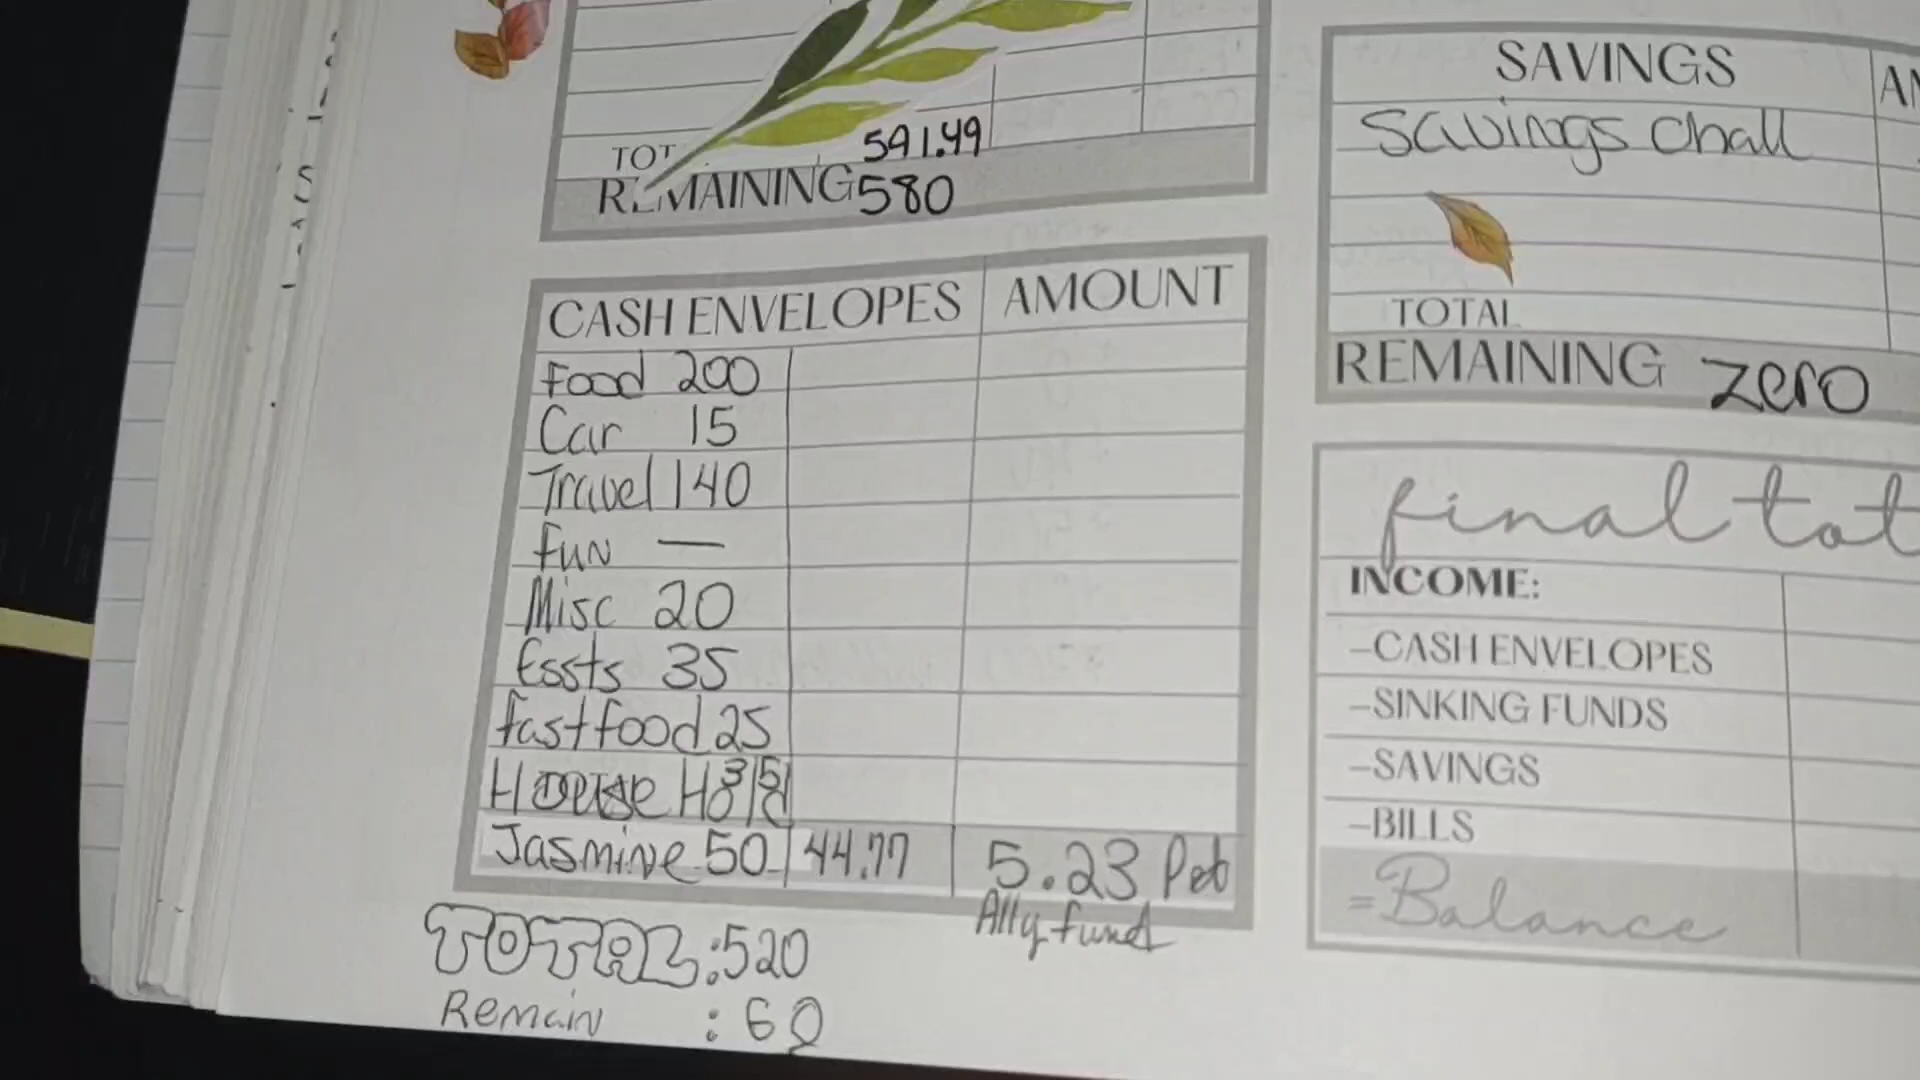 591.49
REMAINING 580
CASH ENVELOPES AMOUNT
Food 200
Car 15
Travel 140
Fun —
Misc 20
Essts 35
fastfood 25
House
Jasmine 50 44.77 5.23 Pet
Ally fund
TOTAL: 520
Remain : 60
SAVINGS
Savings Chall
TOTAL
REMAINING Zero
final
INCOME:
-CASH ENVELOPES
-SINKING FUNDS
-SAVINGS
-BILLS
=Balance